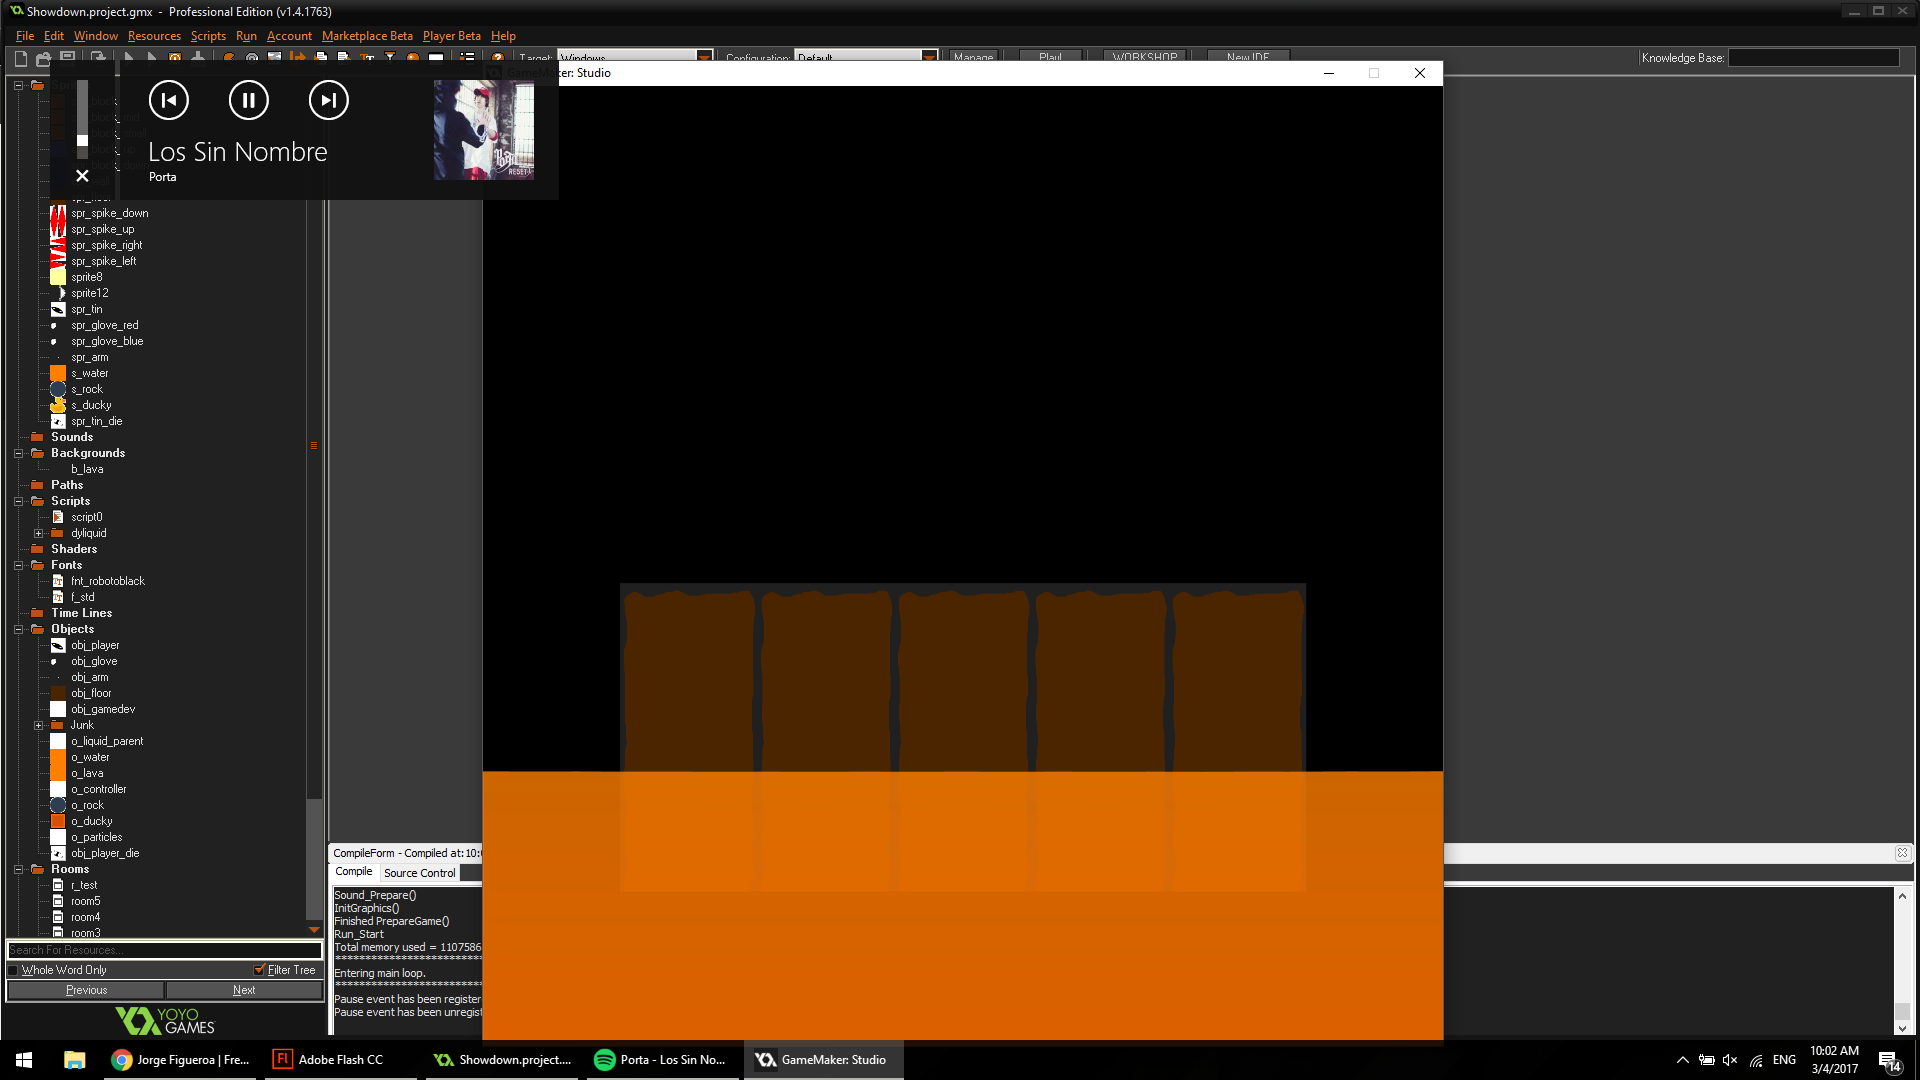 Showdown.project.gmx - Professional Edition (v1.4.1763)
File Edit Window Resources Scripts Run Account Marketplace Beta Player Beta Help
Target: Windows Configuration: Default Manage Play! WORKSHOP New IDE Knowledge Base:
GameMaker: Studio
Los Sin Nombre
Porta
RESET
spr_spike_down
spr_spike_up
spr_spike_right
spr_spike_left
sprite8
sprite12
spr_tin
spr_glove_red
spr_glove_blue
spr_arm
s_water
s_rock
s_ducky
spr_tin_die
Sounds
Backgrounds
b_lava
Paths
Scripts
script0
dyliquid
Shaders
Fonts
fnt_robotoblack
f_std
Time Lines
Objects
obj_player
obj_glove
obj_arm
obj_floor
obj_gamedev
Junk
o_liquid_parent
o_water
o_lava
o_controller
o_rock
o_ducky
o_particles
obj_player_die
Rooms
r_test
room5
room4
room3
Search For Resources...
Whole Word Only Filter Tree
Previous Next
YOYO
GAMES
CompileForm - Compiled at: 10:0
Compile Source Control
Sound_Prepare()
InitGraphics()
Finished PrepareGame()
Run_Start
Total memory used = 1107586
Entering main loop.
Pause event has been register
Pause event has been unregist
Jorge Figueroa | Fre...
Adobe Flash CC
Showdown.project....
Porta - Los Sin No...
GameMaker: Studio
ENG
10:02 AM
3/4/2017
14